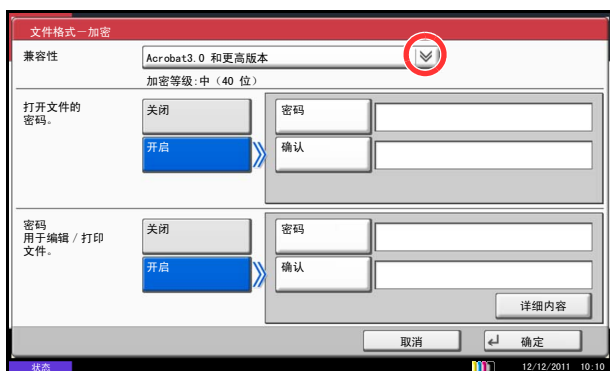 文件格式－加密
兼容性
Acrobat3.0 和更高版本
加密等级:中（40 位）
打开文件的
密码。
关闭
密码
开启
确认
密码
用于编辑 / 打印
文件。
关闭
密码
开启
确认
详细内容
取消
确定
状态
12/12/2011 10:10